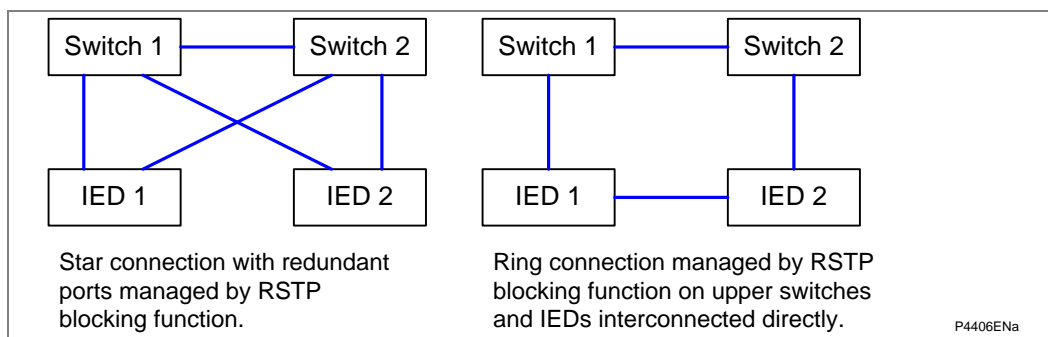 Switch 1
Switch 2
IED 1
IED 2
Star connection with redundant
ports managed by RSTP
blocking function.
Switch 1
Switch 2
IED 1
IED 2
Ring connection managed by RSTP
blocking function on upper switches
and IEDs interconnected directly.
P4406ENa